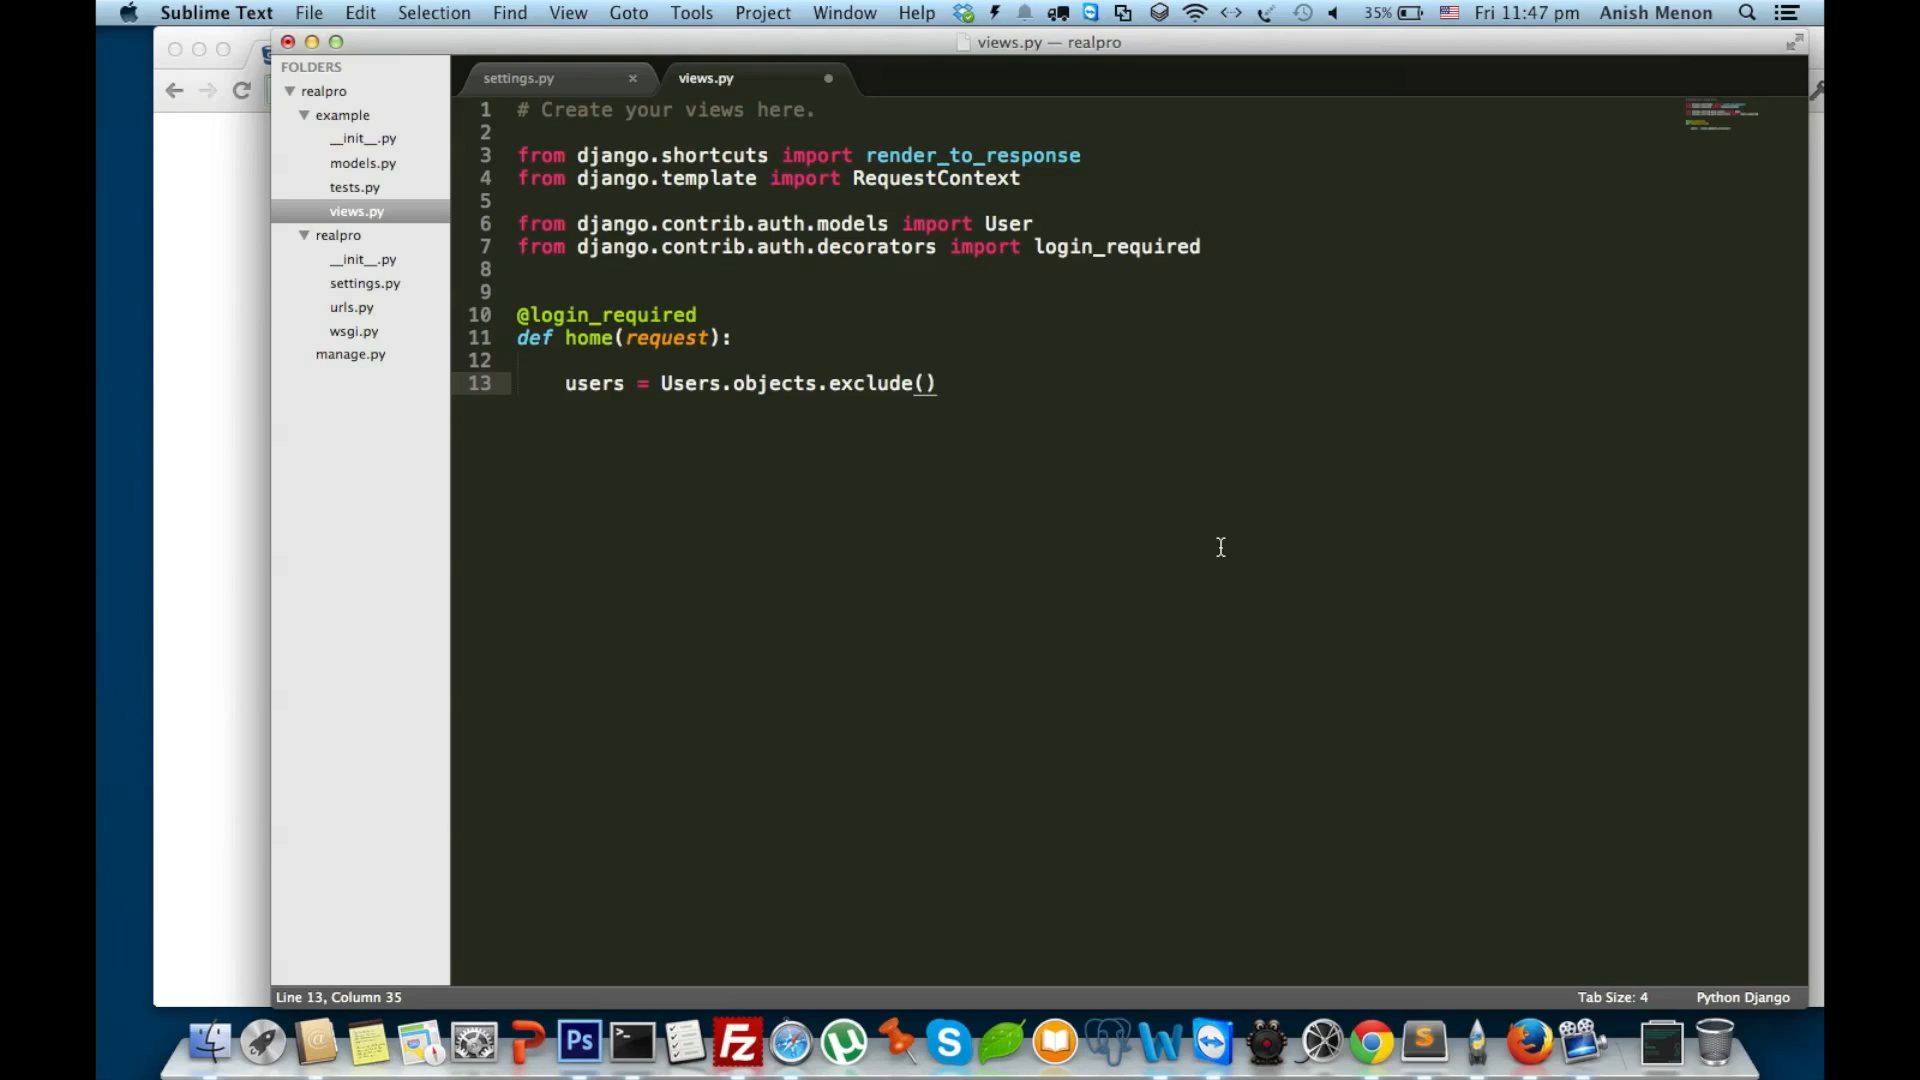 Sublime Text File Edit Selection Find View Goto Tools Project Window Help 35% Fri 11:47 pm Anish Menon
views.py — realpro
FOLDERS
realpro
example
__init__.py
models.py
tests.py
views.py
realpro
__init__.py
settings.py
urls.py
wsgi.py
manage.py
settings.py × views.py
1 # Create your views here.
2
3 from django.shortcuts import render_to_response
4 from django.template import RequestContext
5
6 from django.contrib.auth.models import User
7 from django.contrib.auth.decorators import login_required
8
9
10 @login_required
11 def home(request):
12
13 users = Users.objects.exclude()
Line 13, Column 35 Tab Size: 4 Python Django
Ps Fz S W S